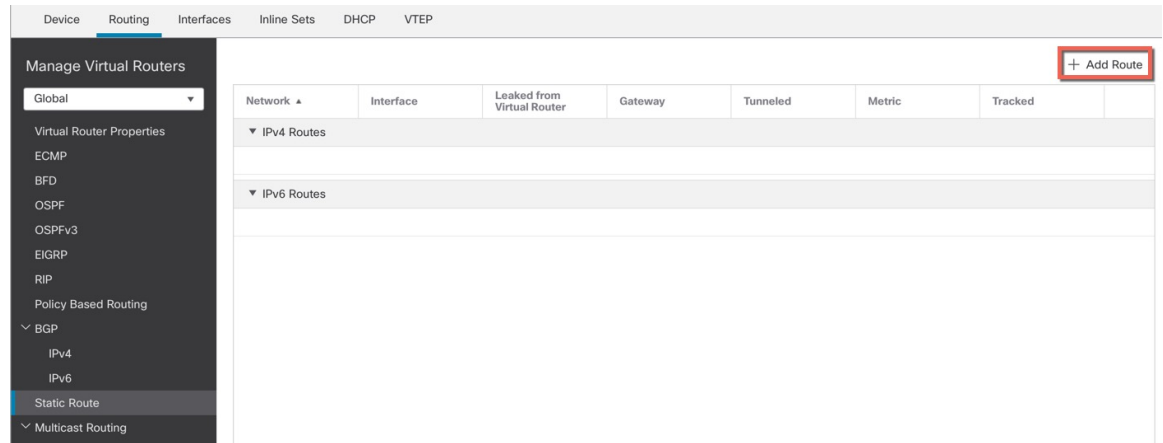 Device Routing Interfaces Inline Sets DHCP VTEP
Manage Virtual Routers
Global
Virtual Router Properties
ECMP
BFD
OSPF
OSPFv3
EIGRP
RIP
Policy Based Routing
BGP
IPv4
IPv6
Static Route
Multicast Routing
+ Add Route
Network Interface Leaked from Virtual Router Gateway Tunneled Metric Tracked
IPv4 Routes
IPv6 Routes